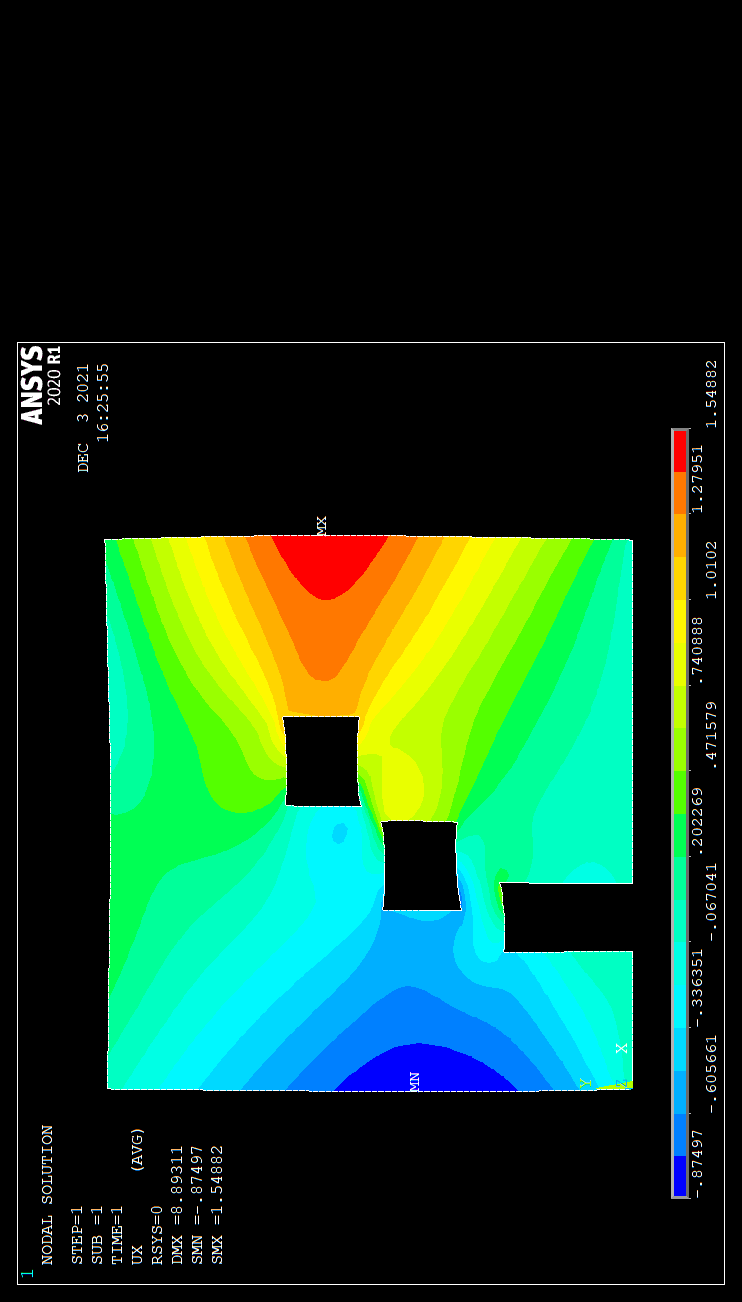 1
NODAL SOLUTION
STEP=1
SUB =1
TIME=1
UX (AVG)
RSYS=0
DMX =8.89311
SMN =-.87497
SMX =1.54882
ANSYS
2020 R1
DEC 3 2021
16:25:55
MX
MN
Y
Z X
-.87497
-.605661
-.336351
-.067041
.202269
.471579
.740888
1.0102
1.27951
1.54882